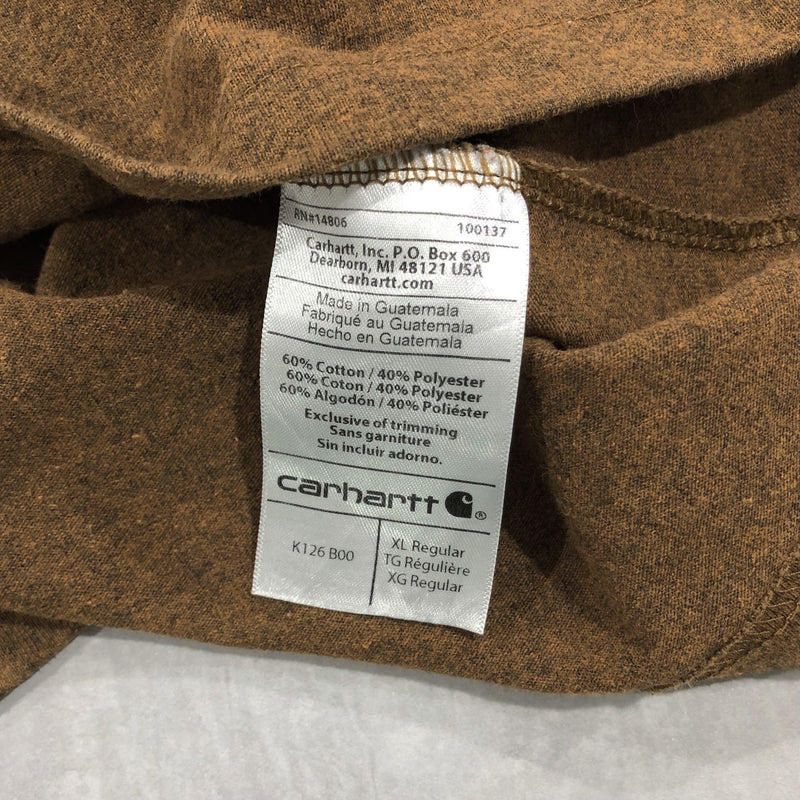 RN#14806 100137
Carhartt, Inc. P.O. Box 600
Dearborn, MI 48121 USA
carhartt.com
Made in Guatemala
Fabriqué au Guatemala
Hecho en Guatemala
60% Cotton / 40% Polyester
60% Coton / 40% Polyester
60% Algodón / 40% Poliéster
Exclusive of trimming
Sans garniture
Sin incluir adorno.
carhartt ®
K126 B00
XL Regular
TG Régulière
XG Regular